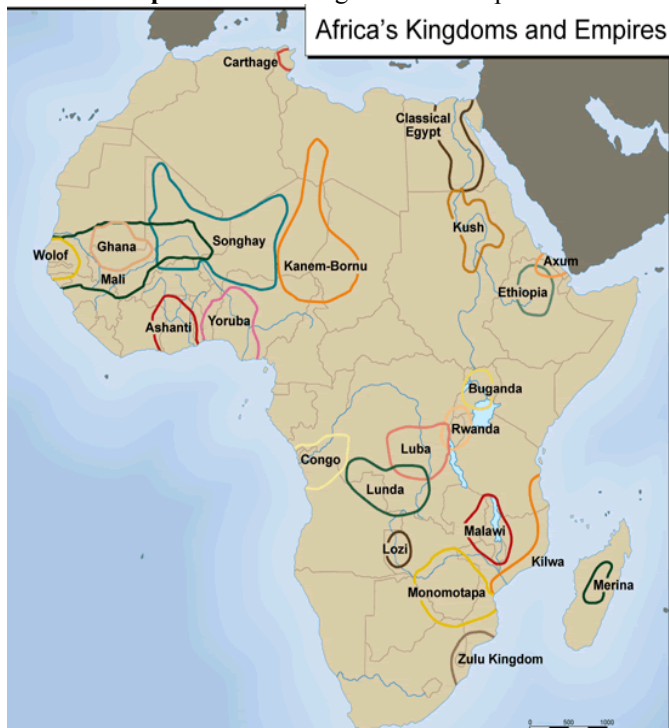 Africa's Kingdoms and Empires
Carthage
Classical
Egypt
Kush
Ghana
Songhay
Wolof
Kanem-Bornu
Axum
Mali
Ethiopia
Ashanti
Yoruba
Buganda
Rwanda
Congo
Luba
Lunda
Malawi
Lozi
Kilwa
Merina
Monomotapa
Zulu Kingdom
0 500 1000